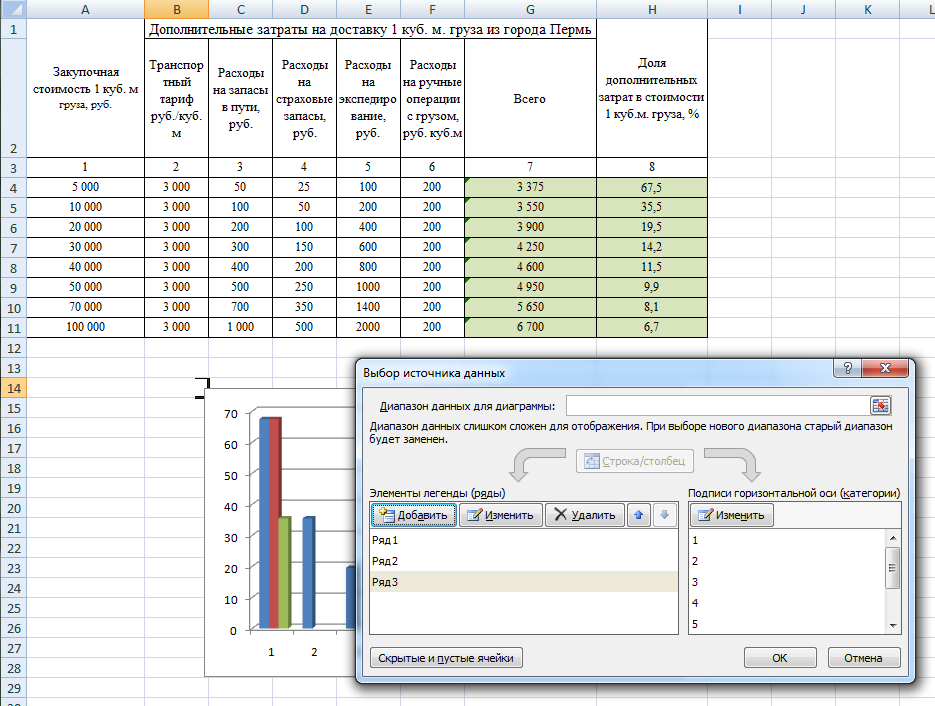 A B C D E F G H I J K L
1 Дополнительные затраты на доставку 1 куб. м. груза из города Пермь
2
Закупочная
стоимость 1 куб. м
груза, руб.
Транспор
тный
тариф
руб./куб.
м
Расходы
на запасы
в пути,
руб.
Расходы
на
страховые
запасы,
руб.
Расходы
на
экспедиро
вание,
руб.
Расходы
на ручные
операции
с грузом,
руб. куб.м
Всего
Доля
дополнительных
затрат в стоимости
1 куб.м. груза, %
3 1 2 3 4 5 6 7 8
4 5 000 3 000 50 25 100 200 3 375 67,5
5 10 000 3 000 100 50 200 200 3 550 35,5
6 20 000 3 000 200 100 400 200 3 900 19,5
7 30 000 3 000 300 150 600 200 4 250 14,2
8 40 000 3 000 400 200 800 200 4 600 11,5
9 50 000 3 000 500 250 1000 200 4 950 9,9
10 70 000 3 000 700 350 1400 200 5 650 8,1
11 100 000 3 000 1 000 500 2000 200 6 700 6,7
12
13
14
15
16
17
18
19
20
21
22
23
24
25
26
27
28
29
70
60
50
40
30
20
10
0
1 2
Выбор источника данных
Диапазон данных для диаграммы:
Диапазон данных слишком сложен для отображения. При выборе нового диапазона старый диапазон
будет заменен.
Строка/столбец
Элементы легенды (ряды)
Добавить Изменить Удалить
Ряд1
Ряд2
Ряд3
Подписи горизонтальной оси (категории)
Изменить
1
2
3
4
5
Скрытые и пустые ячейки
ОК Отмена